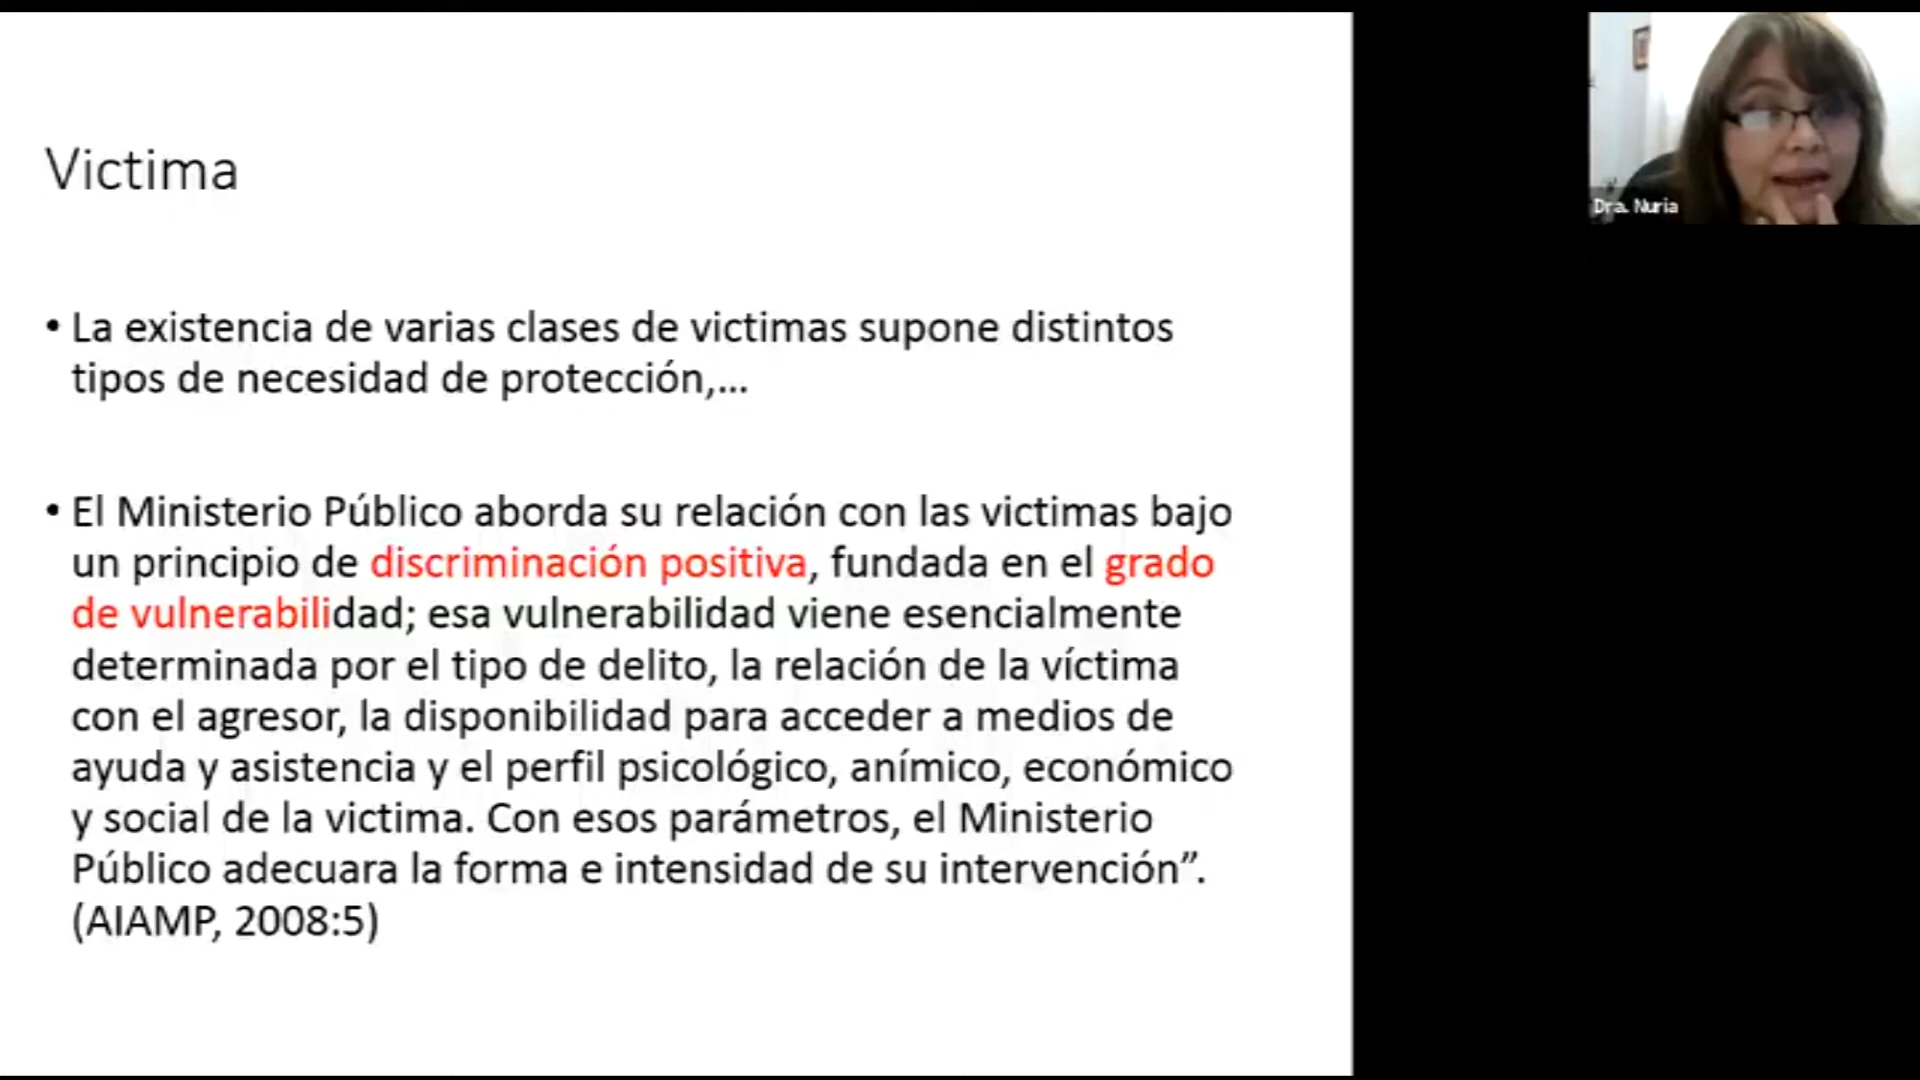 Victima
• La existencia de varias clases de victimas supone distintos
tipos de necesidad de protección,...
• El Ministerio Público aborda su relación con las victimas bajo
un principio de discriminación positiva, fundada en el grado
de vulnerabilidad; esa vulnerabilidad viene esencialmente
determinada por el tipo de delito, la relación de la víctima
con el agresor, la disponibilidad para acceder a medios de
ayuda y asistencia y el perfil psicológico, anímico, económico
y social de la victima. Con esos parámetros, el Ministerio
Público adecuara la forma e intensidad de su intervención”.
(AIAMP, 2008:5)
Dra. Nuria